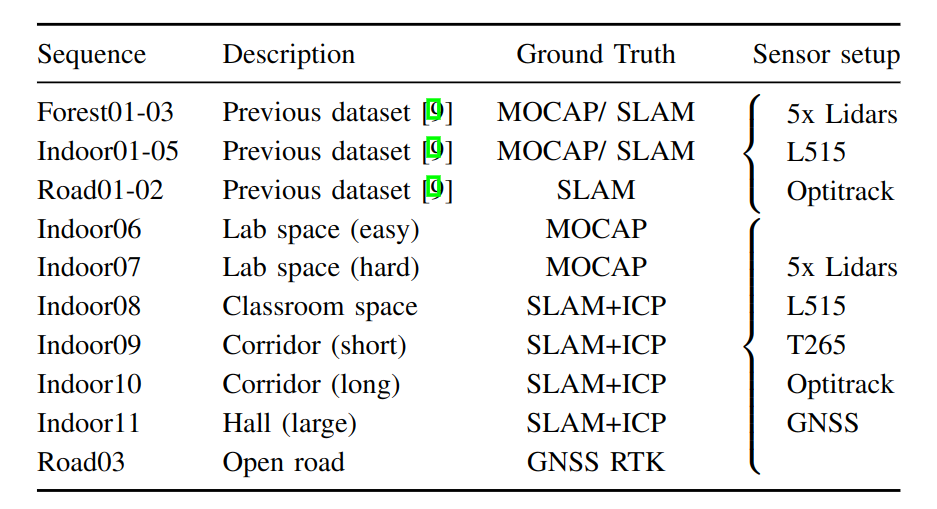 Sequence Description Ground Truth Sensor setup
Forest01-03 Previous dataset [9] MOCAP/ SLAM 5x Lidars
Indoor01-05 Previous dataset [9] MOCAP/ SLAM L515
Road01-02 Previous dataset [9] SLAM Optitrack
Indoor06 Lab space (easy) MOCAP
Indoor07 Lab space (hard) MOCAP 5x Lidars
Indoor08 Classroom space SLAM+ICP L515
Indoor09 Corridor (short) SLAM+ICP T265
Indoor10 Corridor (long) SLAM+ICP Optitrack
Indoor11 Hall (large) SLAM+ICP GNSS
Road03 Open road GNSS RTK